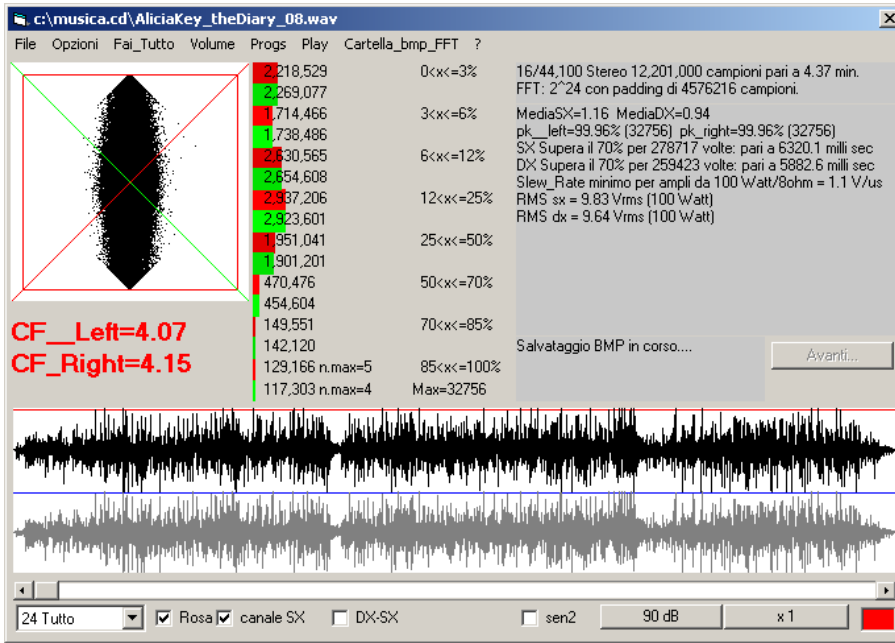 c:\musica.cd\AliciaKey_theDiary_08.wav
File Opzioni Fai_Tutto Volume Progs Play Cartella_bmp_FFT ?
2,218,529 0<x<=3%
2,269,077
1,714,466 3<x<=6%
1,738,486
2,630,565 6<x<=12%
2,654,608
2,937,206 12<x<=25%
2,923,601
1,951,041 25<x<=50%
1,901,201
470,476 50<x<=70%
454,604
149,551 70<x<=85%
142,120
129,166 n.max=5 85<x<=100%
117,303 n.max=4 Max=32756
CF__Left=4.07
CF_Right=4.15
16/44,100 Stereo 12,201,000 campioni pari a 4.37 min.
FFT: 2^24 con padding di 4576216 campioni.
MediaSX=1.16 MediaDX=0.94
pk__left=99.96% (32756) pk_right=99.96% (32756)
SX Supera il 70% per 278717 volte: pari a 6320.1 milli sec
DX Supera il 70% per 259423 volte: pari a 5882.6 milli sec
Slew_Rate minimo per ampli da 100 Watt/8ohm = 1.1 V/us
RMS sx = 9.83 Vrms (100 Watt)
RMS dx = 9.64 Vrms (100 Watt)
Salvataggio BMP in corso....
Avanti...
24 Tutto Rosa canale SX DX-SX sen2 90 dB x 1